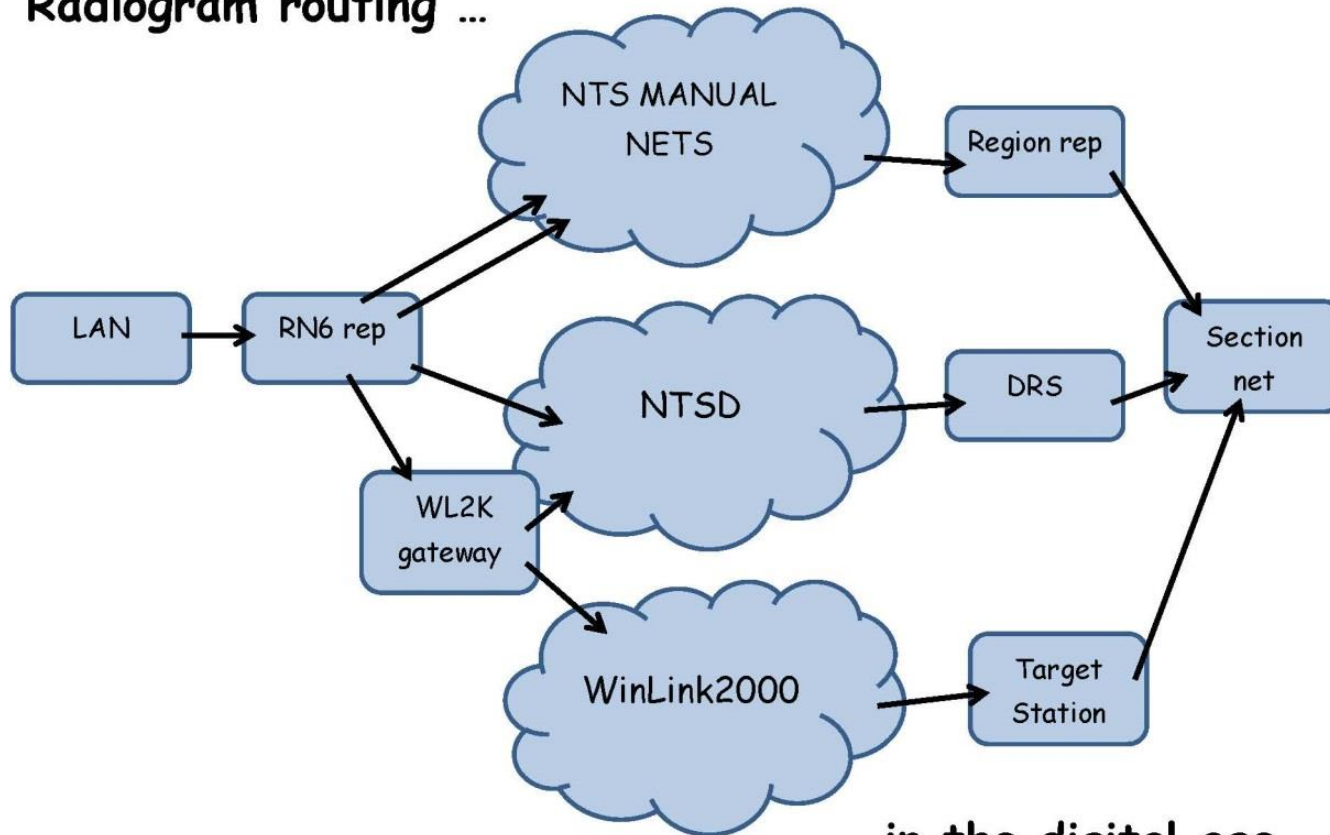 Radiogram routing ...
NTS MANUAL
NETS
Region rep
LAN
RN6 rep
Section
net
NTSD
DRS
WL2K
gateway
WinLink2000
Target
Station
in the digital age